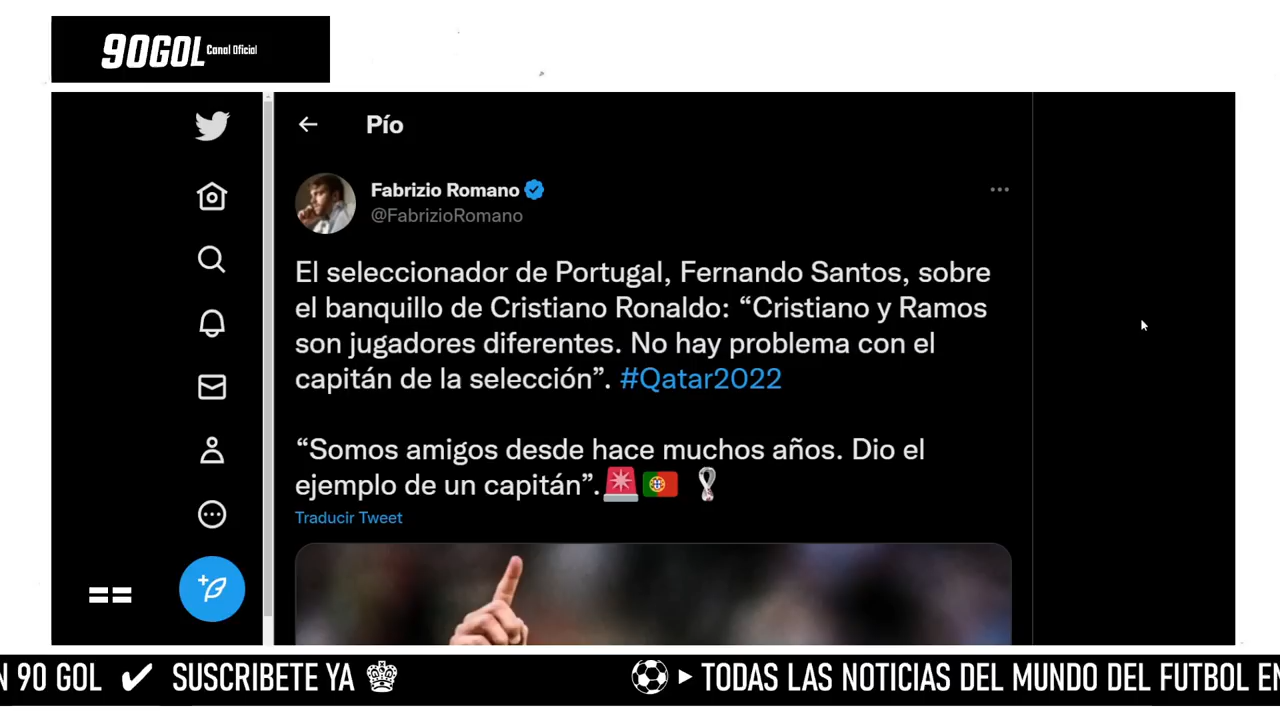 90GOL Canal Oficial
Pío
Fabrizio Romano
@FabrizioRomano
El seleccionador de Portugal, Fernando Santos, sobre
el banquillo de Cristiano Ronaldo: “Cristiano y Ramos
son jugadores diferentes. No hay problema con el
capitán de la selección”. #Qatar2022
“Somos amigos desde hace muchos años. Dio el
ejemplo de un capitán”.
Traducir Tweet
N 90 GOL ✔ SUSCRIBETE YA TODAS LAS NOTICIAS DEL MUNDO DEL FUTBOL EN